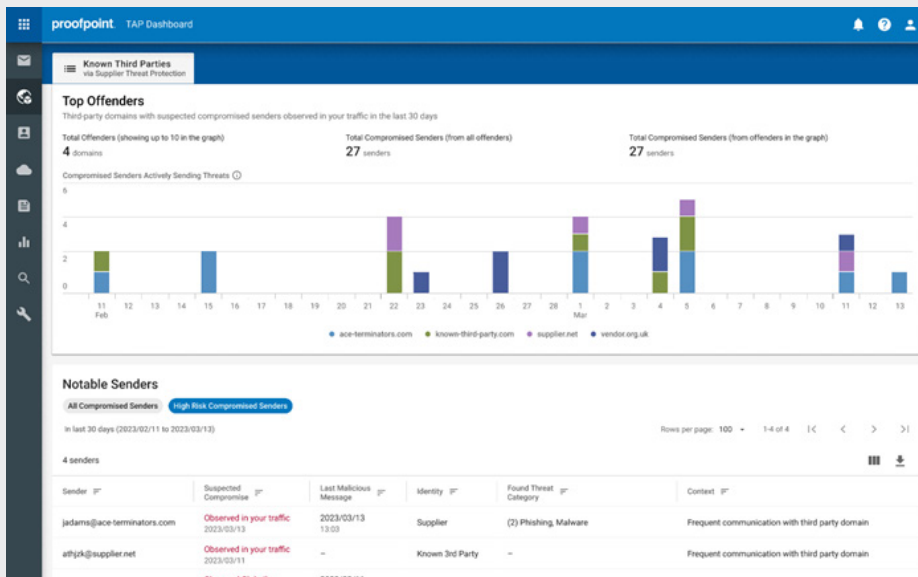 proofpoint. TAP Dashboard
Known Third Parties
via Supplier Threat Protection
Top Offenders
Third-party domains with suspected compromised senders observed in your traffic in the last 30 days
Total Offenders (showing up to 10 in the graph)
4 domains
Total Compromised Senders (from all offenders)
27 senders
Total Compromised Senders (from offenders in the graph)
27 senders
Compromised Senders Actively Sending Threats
6
4
2
0
11 12 13 14 15 16 17 18 19 20 21 22 23 24 25 26 27 28 1 2 3 4 5 6 7 8 9 10 11 12 13
Feb Mar
ace-terminators.com known-third-party.com supplier.net vendor.org.uk
Notable Senders
All Compromised Senders High Risk Compromised Senders
In last 30 days (2023/02/11 to 2023/03/13) Rows per page: 100 1-4 of 4
4 senders
Sender Suspected Compromise Last Malicious Message Identity Found Threat Category Context
jadams@ace-terminators.com Observed in your traffic 2023/03/13 Supplier (2) Phishing, Malware Frequent communication with third party domain
2023/03/13 13:03
athjzk@supplier.net Observed in your traffic – Known 3rd Party – Frequent communication with third party domain
2023/03/11